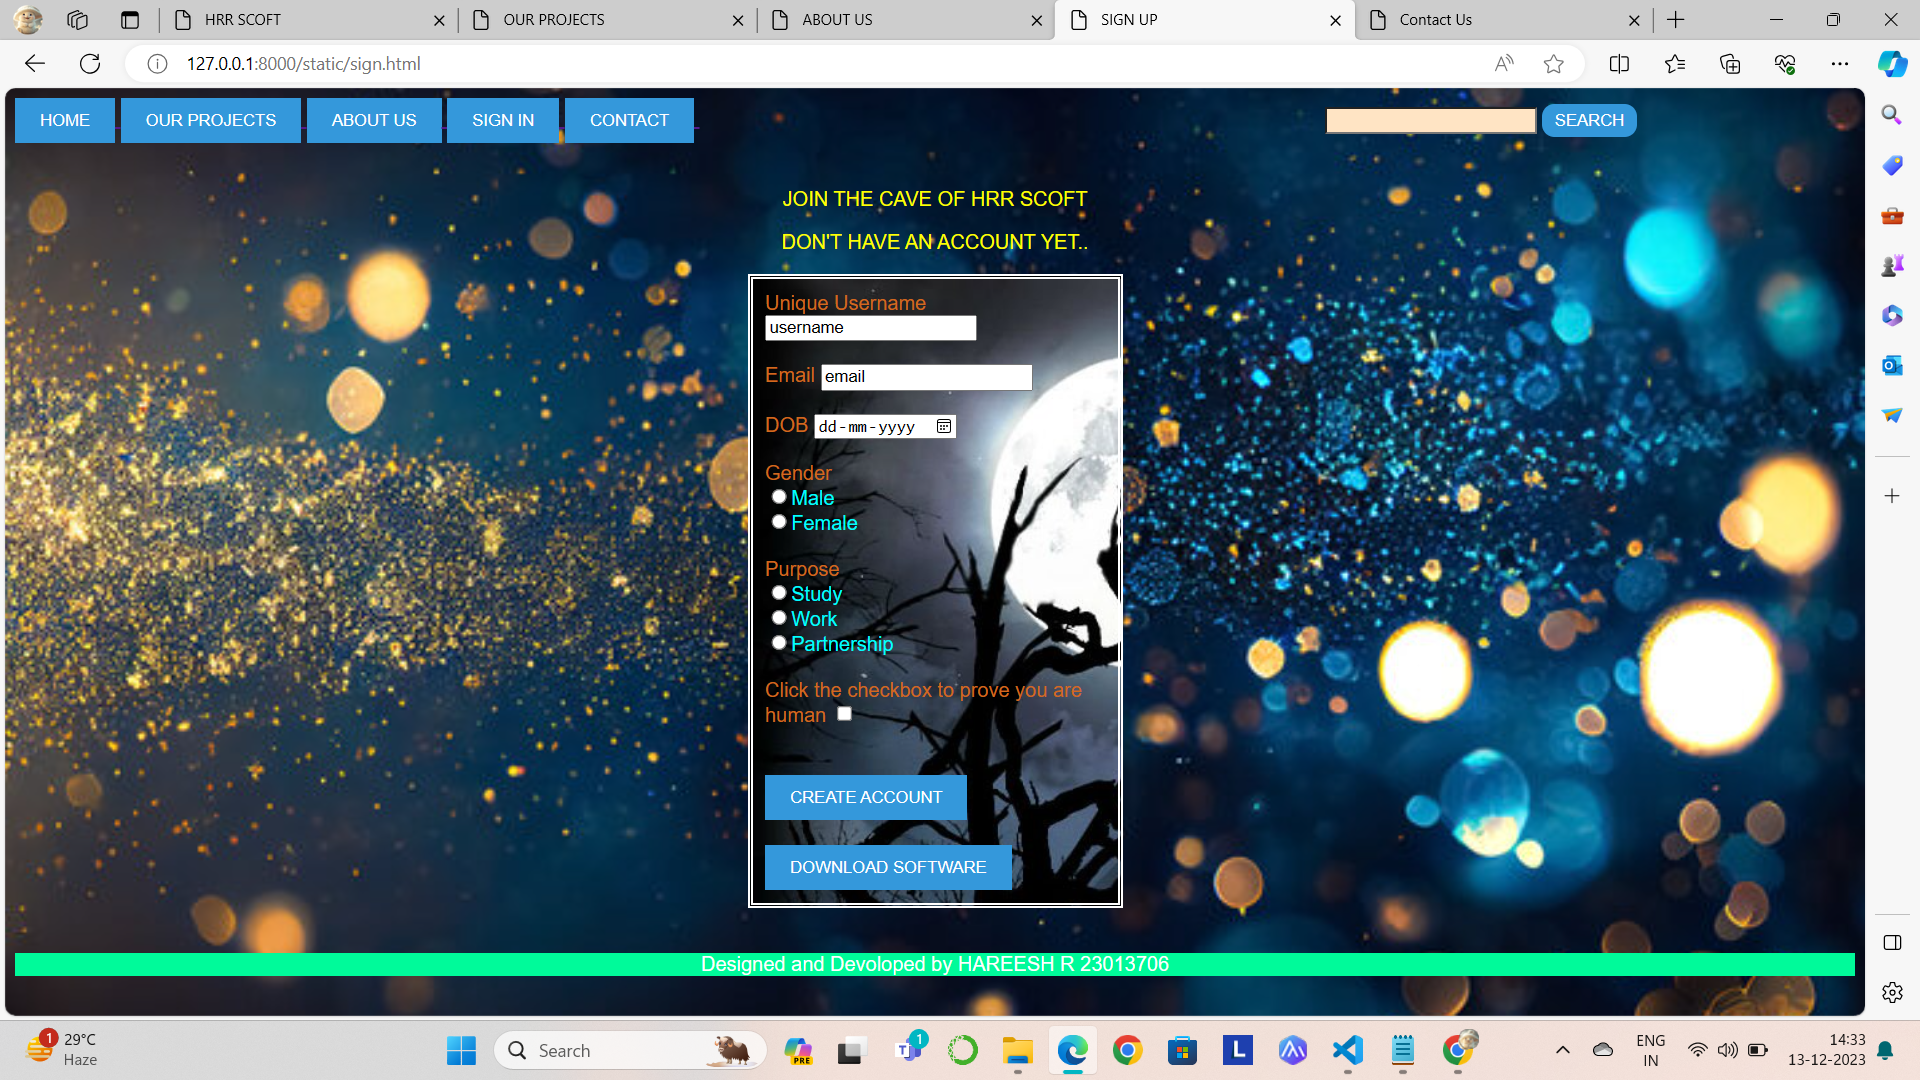 HRR SCOFT
OUR PROJECTS
ABOUT US
SIGN UP
Contact Us
127.0.0.1:8000/static/sign.html
HOME
OUR PROJECTS
ABOUT US
SIGN IN
CONTACT
SEARCH
JOIN THE CAVE OF HRR SCOFT
DON'T HAVE AN ACCOUNT YET..
Unique Username
username
Email email
DOB dd-mm-yyyy
Gender
Male
Female
Purpose
Study
Work
Partnership
Click the checkbox to prove you are
human
CREATE ACCOUNT
DOWNLOAD SOFTWARE
Designed and Devoloped by HAREESH R 23013706
1
29°C
Haze
Search
PRE
1
L
ENG
IN
14:33
13-12-2023